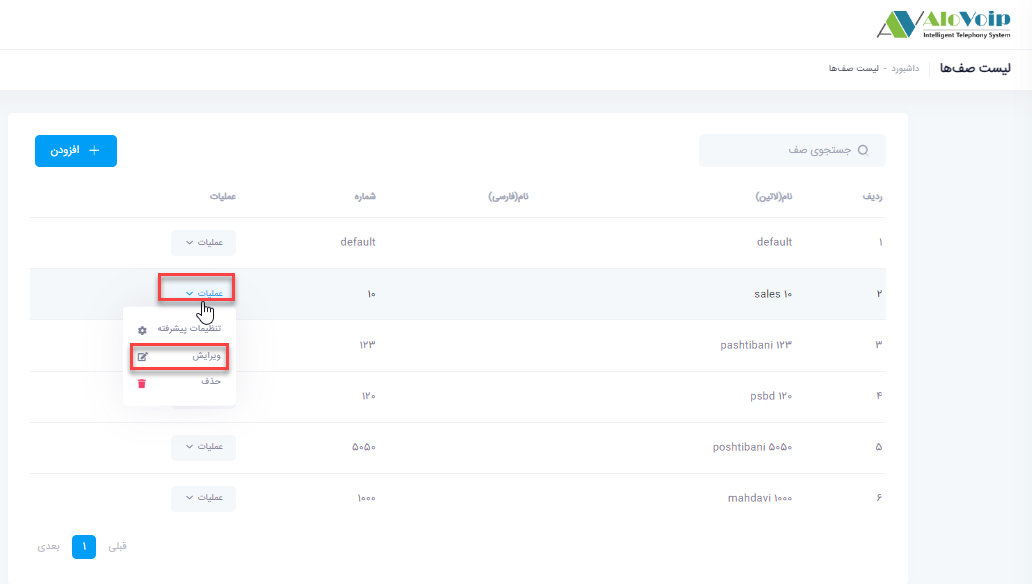 AloVoip
Intelligent Telephony System
لیست صف‌ها
داشبورد - لیست صف‌ها
جستجوی صف
افزودن
ردیف نام(لاتین) نام(فارسی) شماره عملیات
۱ default default عملیات
۲ sales ۱۰ ۱۰ عملیات
تنظیمات پیشرفته
ویرایش
حذف
۳ pashtibani ۱۲۳ ۱۲۳
۴ psbd ۱۲۰ ۱۲۰
۵ poshtibani ۵۰۵۰ ۵۰۵۰ عملیات
۶ mahdavi ۱۰۰۰ ۱۰۰۰ عملیات
قبلی ۱ بعدی